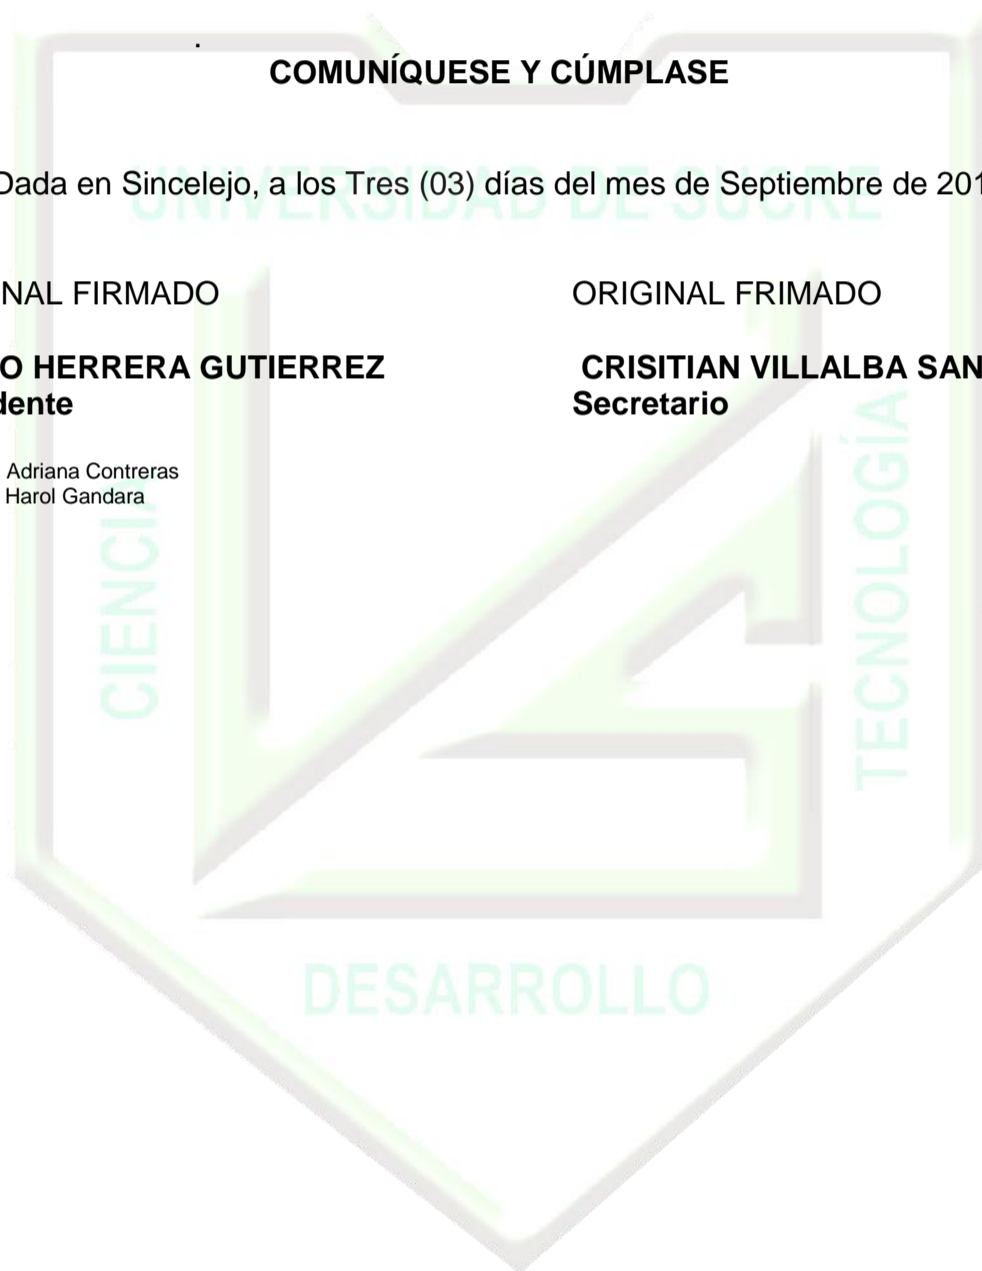 .
COMUNÍQUESE Y CÚMPLASE
Dada en Sincelejo, a los Tres (03) días del mes de Septiembre de 201
UNIVERSIDAD DE SUCRE
NAL FIRMADO ORIGINAL FRIMADO
O HERRERA GUTIERREZ CRISITIAN VILLALBA SAN
dente Secretario
Adriana Contreras
Harol Gandara
CIENCIA
TECNOLOGÍA
DESARROLLO